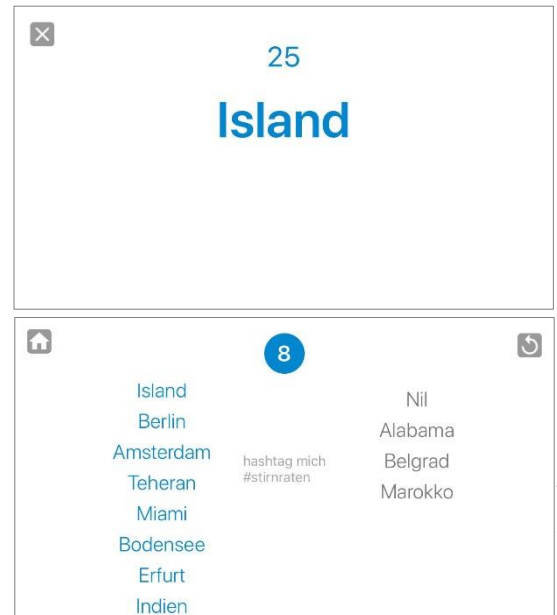 25
Island
8
Island
Berlin
Amsterdam
Teheran
Miami
Bodensee
Erfurt
Indien
hashtag mich
#stirnraten
Nil
Alabama
Belgrad
Marokko